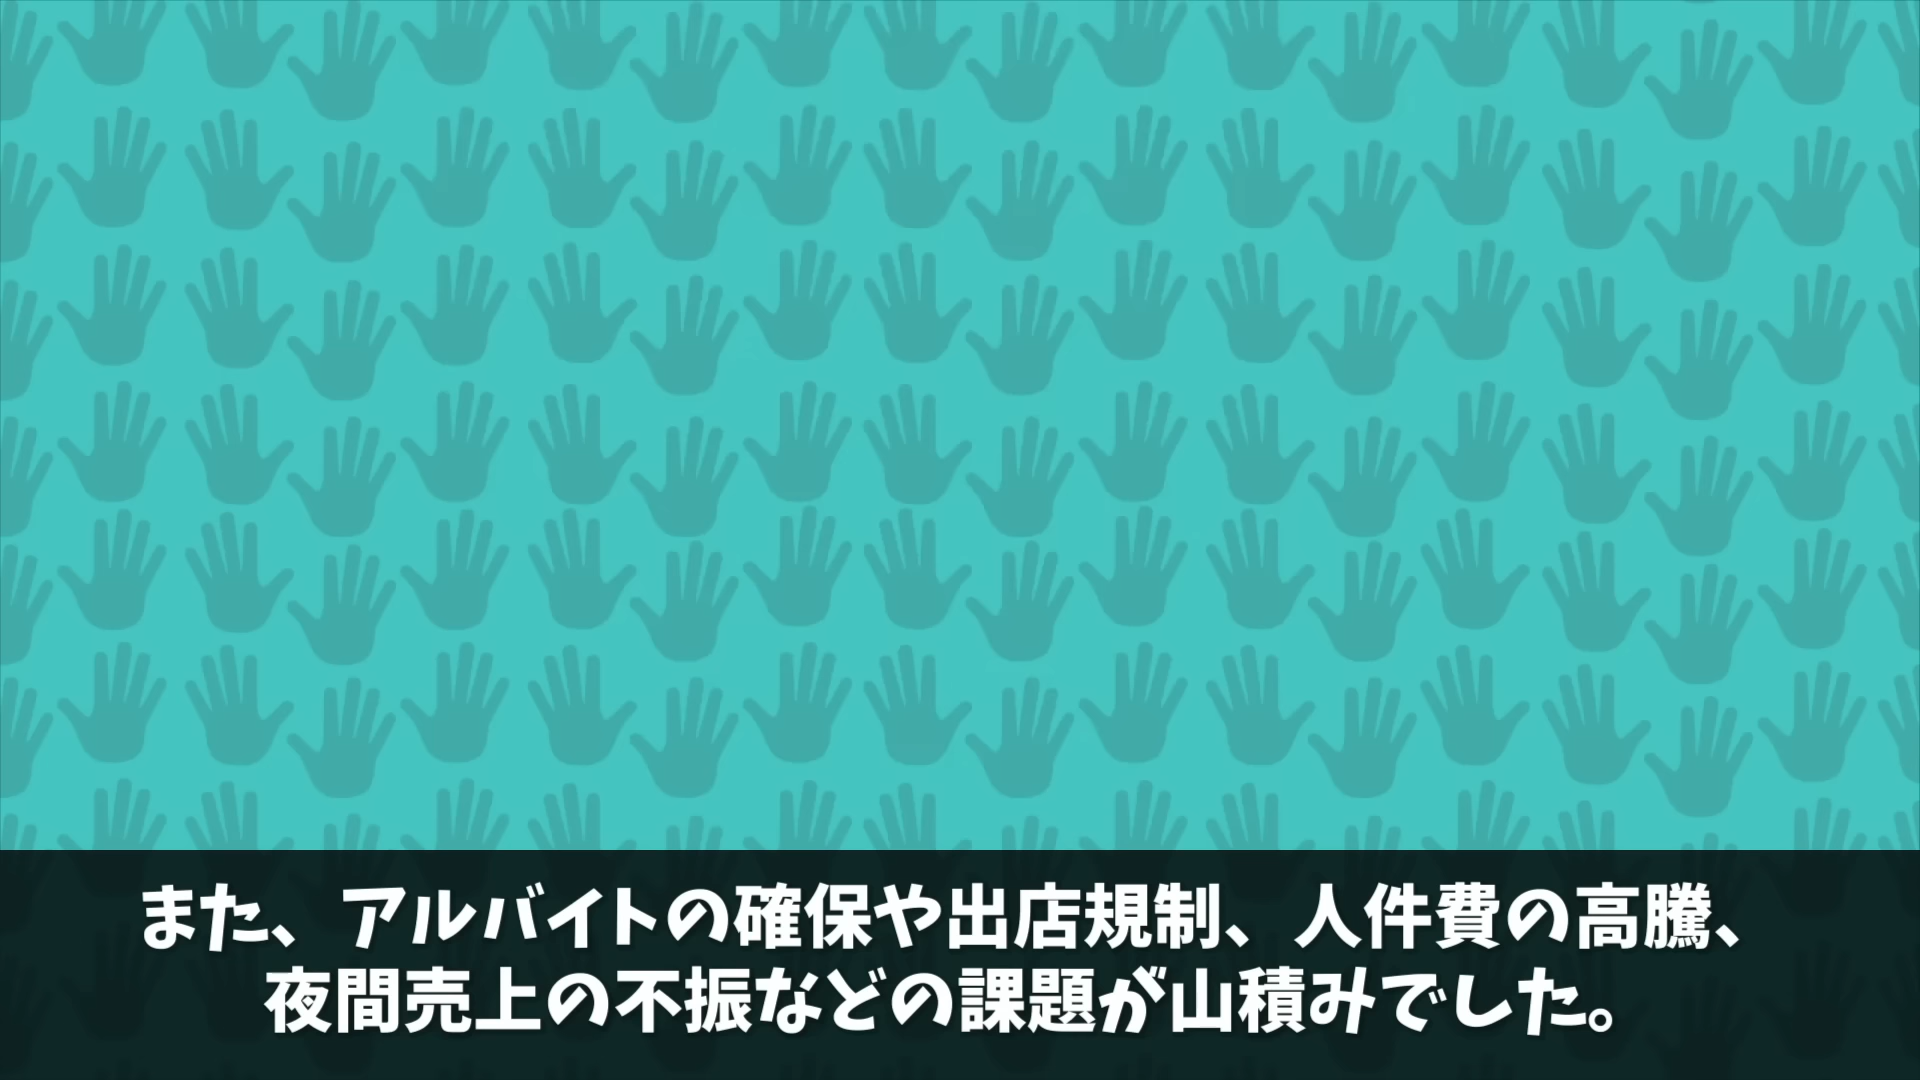 また、アルバイトの確保や出店規制、人件費の高騰、
夜間売上の不振などの課題が山積みでした。